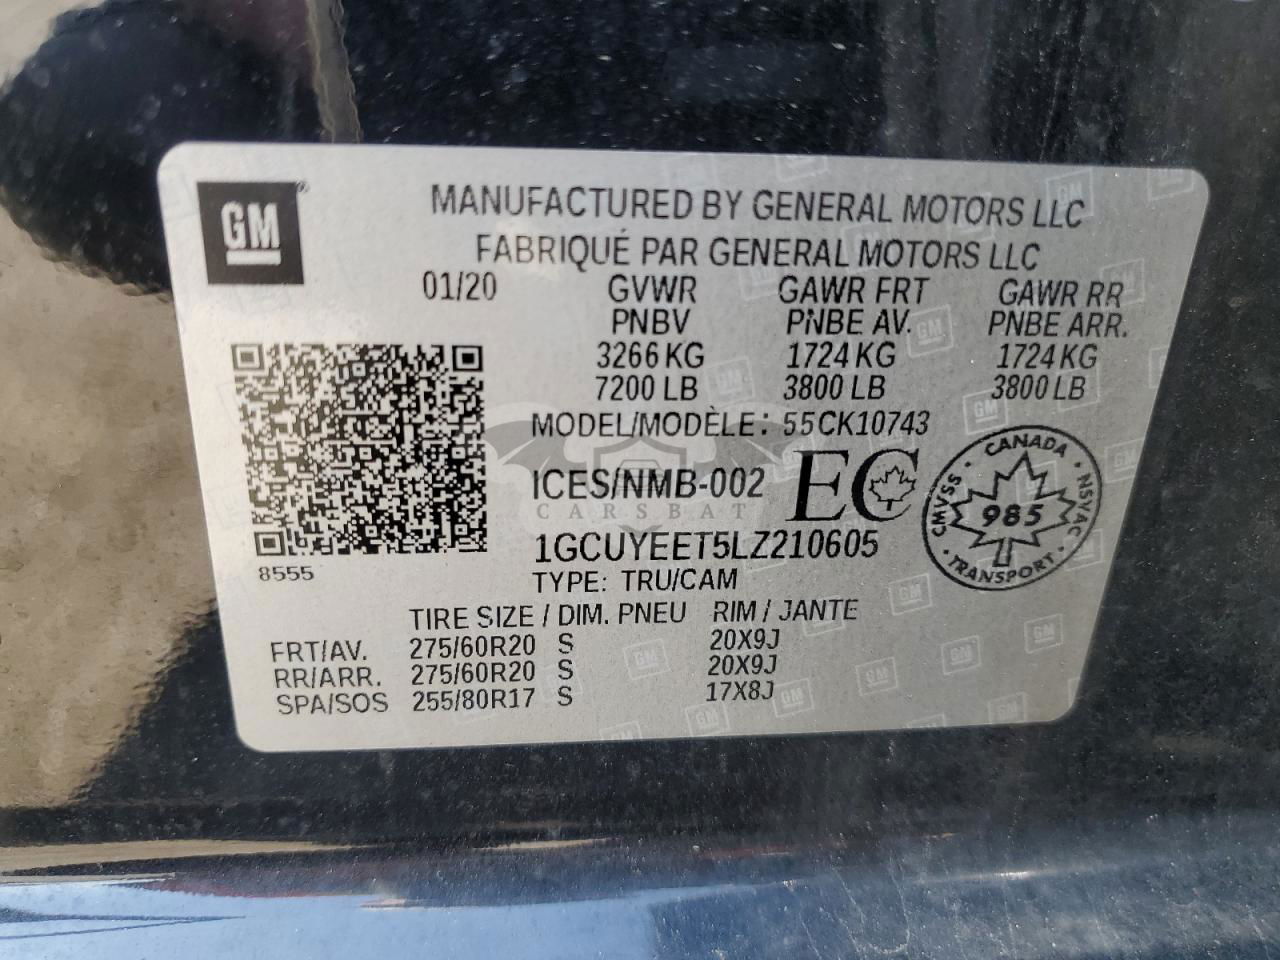 GM
MANUFACTURED BY GENERAL MOTORS LLC
FABRIQUÉ PAR GENERAL MOTORS LLC
01/20 GVWR GAWR FRT GAWR RR
PNBV PNBE AV. PNBE ARR.
3266 KG 1724 KG 1724 KG
7200 LB 3800 LB 3800 LB
MODEL/MODÈLE: 55CK10743
ICES/NMB-002 EC
CARSBAT
CANADA
CMVSS 985 NSVAC
TRANSPORT
1GCUYEET5LZ210605
8555
TYPE: TRU/CAM
TIRE SIZE / DIM. PNEU RIM / JANTE
FRT/AV. 275/60R20 S 20X9J
RR/ARR. 275/60R20 S 20X9J
SPA/SOS 255/80R17 S 17X8J